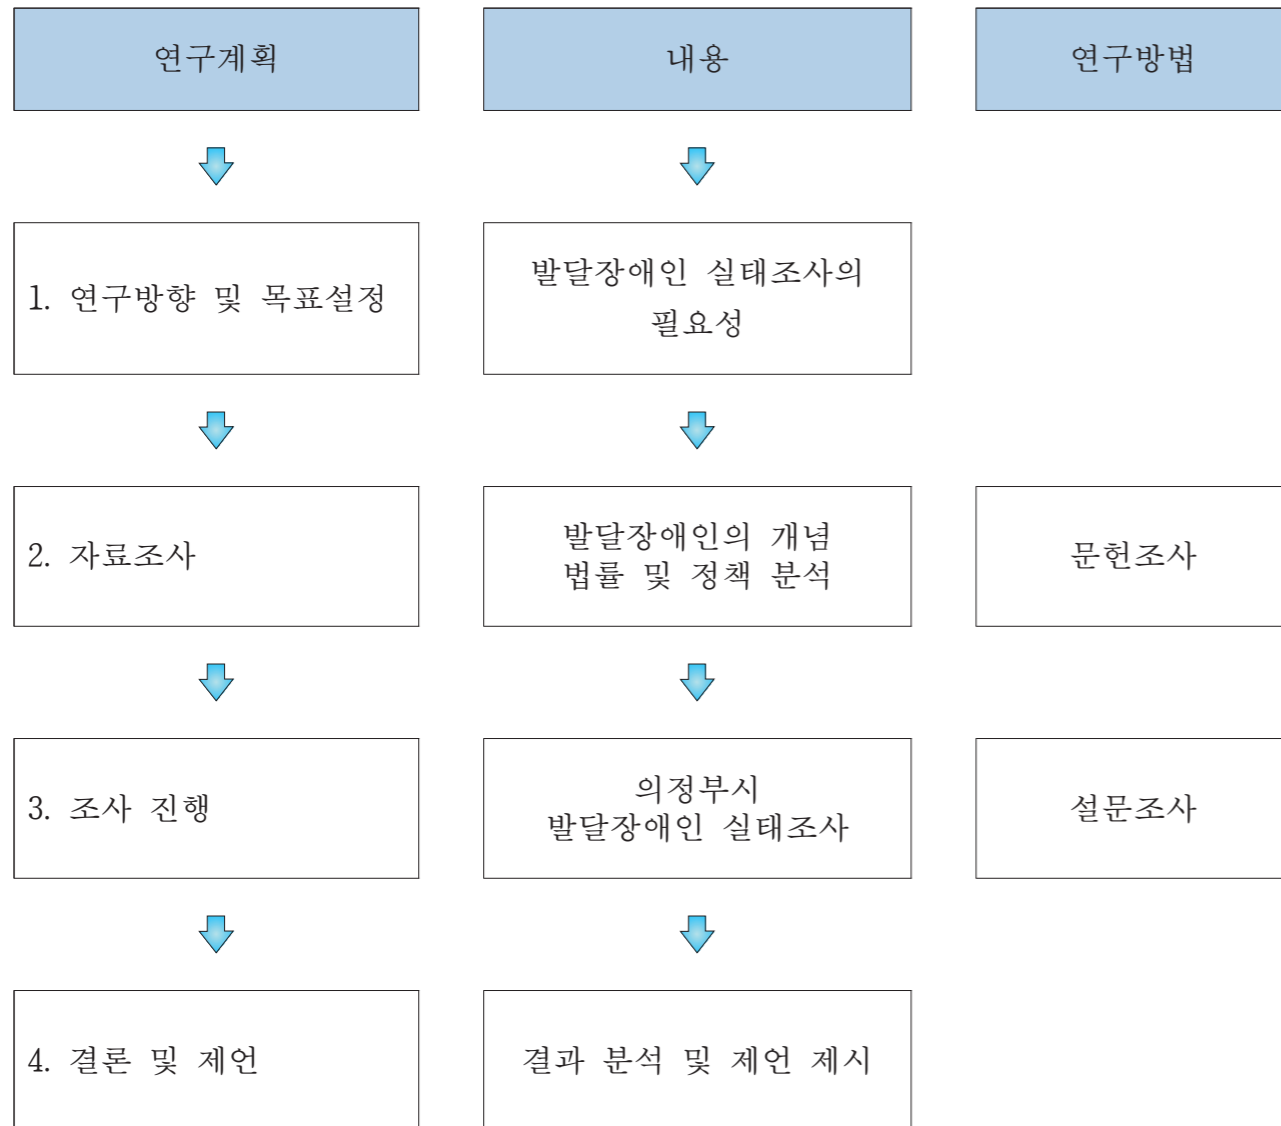 연구계획
내용
연구방법
1. 연구방향 및 목표설정
발달장애인 실태조사의
필요성
2. 자료조사
발달장애인의 개념
법률 및 정책 분석
문헌조사
3. 조사 진행
의정부시
발달장애인 실태조사
설문조사
4. 결론 및 제언
결과 분석 및 제언 제시